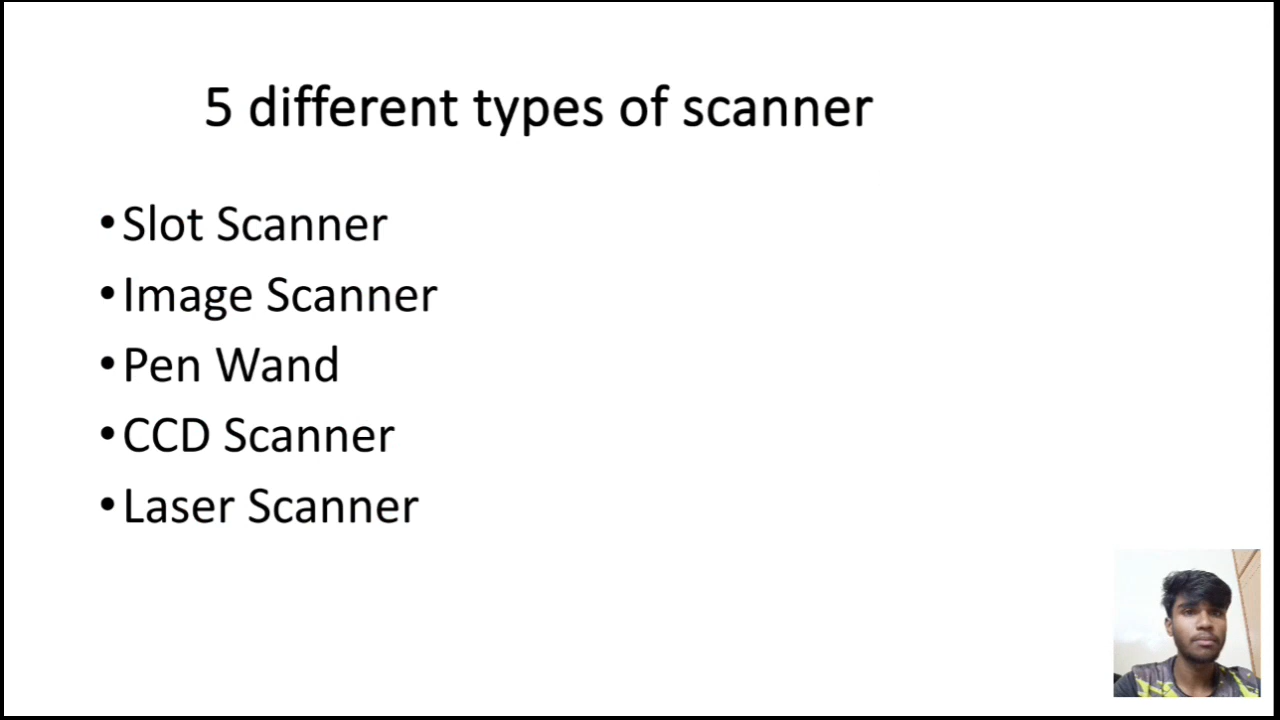 5 different types of scanner
•Slot Scanner
•Image Scanner
•Pen Wand
•CCD Scanner
•Laser Scanner